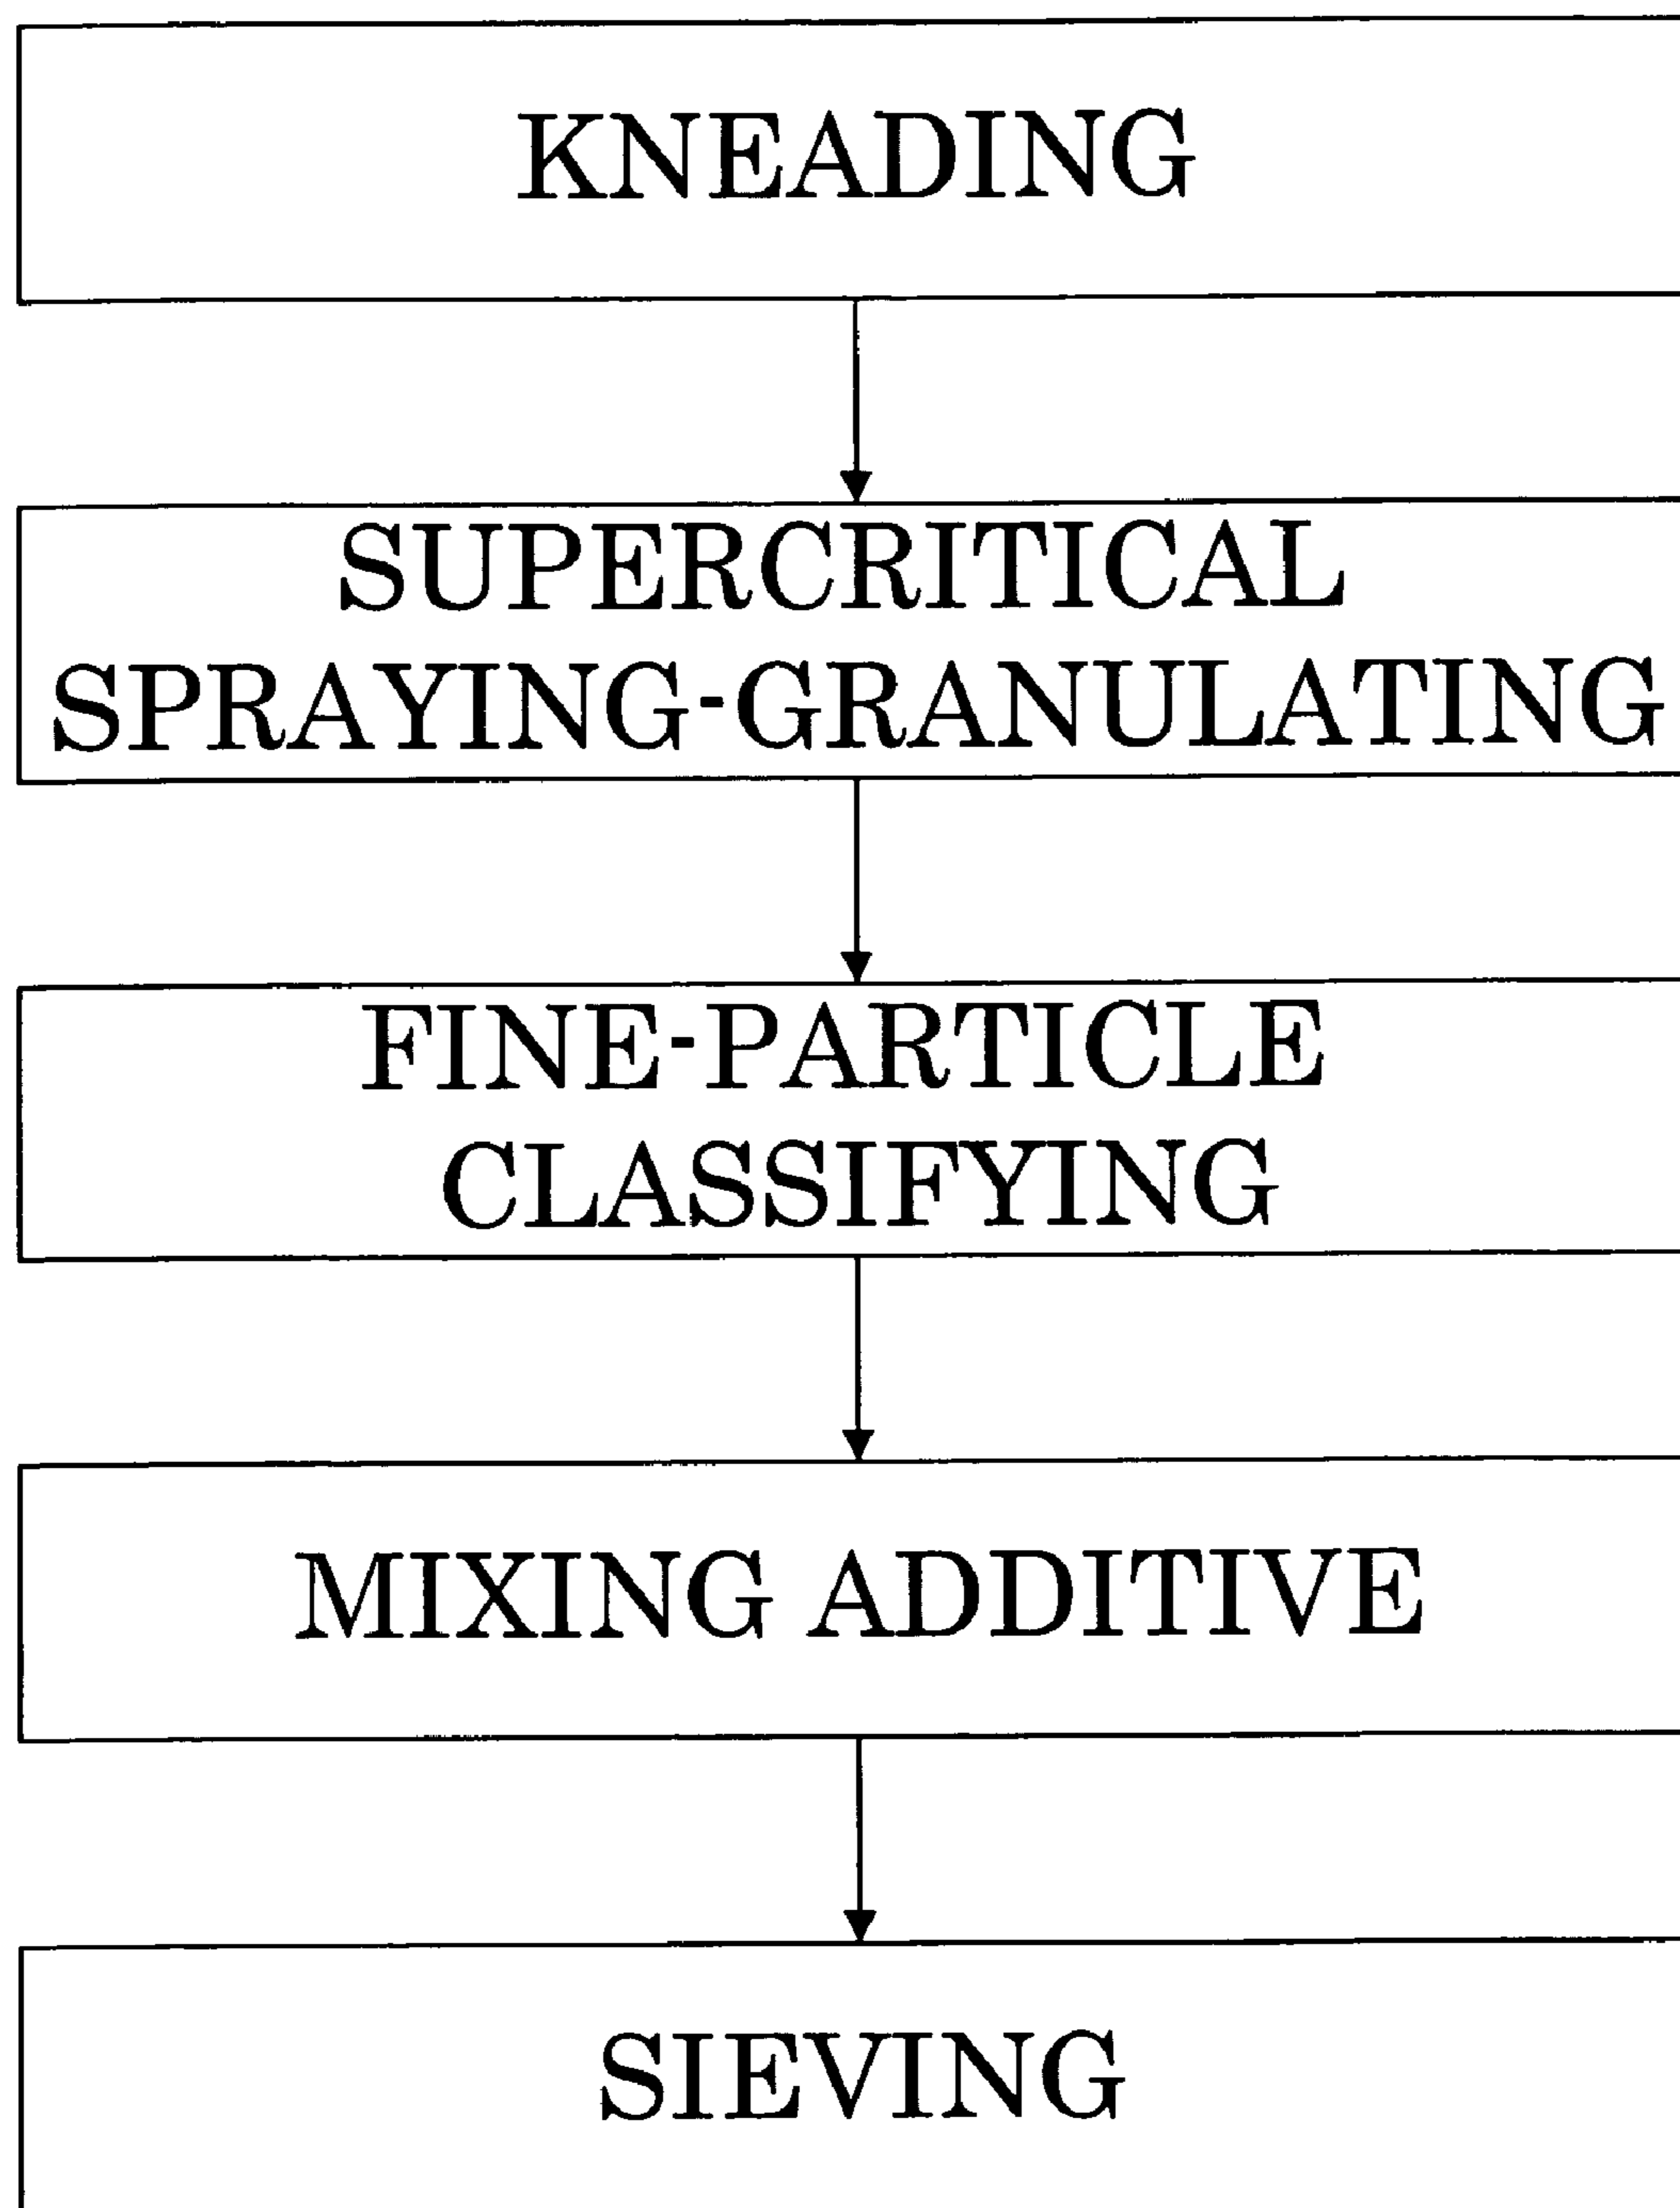 KNEADING
SUPERCRITICAL
SPRAYING-GRANULATING
FINE-PARTICLE
CLASSIFYING
MIXING ADDITIVE
SIEVING